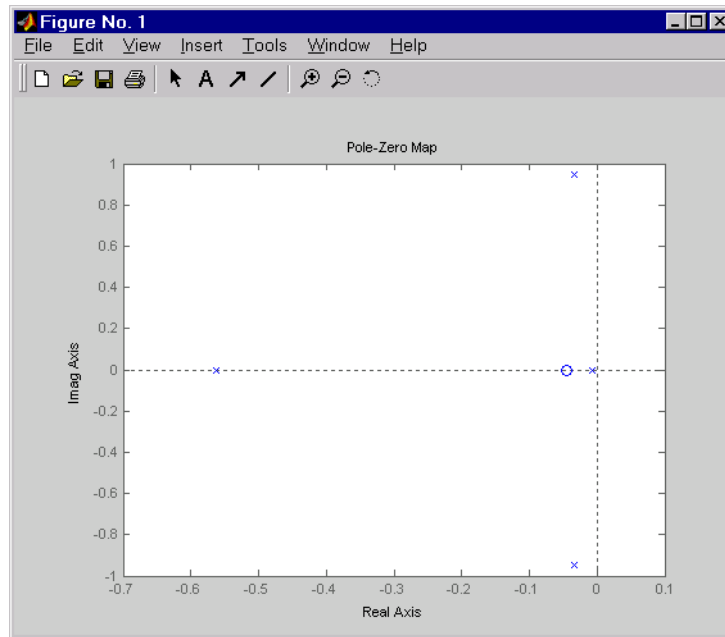 Figure No. 1
File Edit View Insert Tools Window Help
A
Pole-Zero Map
1
0.8
0.6
0.4
0.2
0
-0.2
-0.4
-0.6
-0.8
-1
Imag Axis
-0.7 -0.6 -0.5 -0.4 -0.3 -0.2 -0.1 0 0.1
Real Axis